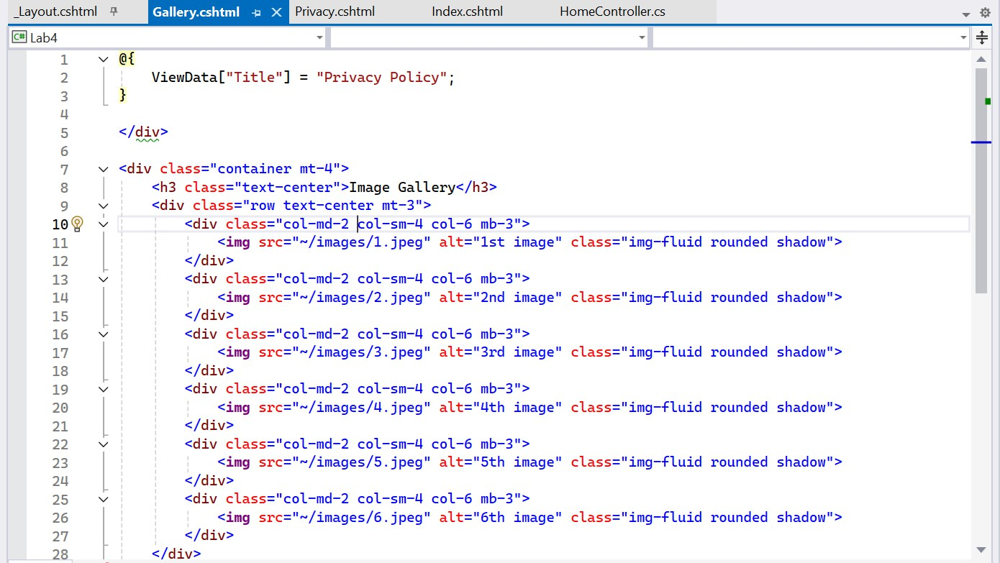 _Layout.cshtml Gallery.cshtml Privacy.cshtml Index.cshtml HomeController.cs
C# Lab4
1 @{
2 ViewData["Title"] = "Privacy Policy";
3 }
4
5 </div>
6
7 <div class="container mt-4">
8 <h3 class="text-center">Image Gallery</h3>
9 <div class="row text-center mt-3">
10 <div class="col-md-2 col-sm-4 col-6 mb-3">
11 <img src="~/images/1.jpeg" alt="1st image" class="img-fluid rounded shadow">
12 </div>
13 <div class="col-md-2 col-sm-4 col-6 mb-3">
14 <img src="~/images/2.jpeg" alt="2nd image" class="img-fluid rounded shadow">
15 </div>
16 <div class="col-md-2 col-sm-4 col-6 mb-3">
17 <img src="~/images/3.jpeg" alt="3rd image" class="img-fluid rounded shadow">
18 </div>
19 <div class="col-md-2 col-sm-4 col-6 mb-3">
20 <img src="~/images/4.jpeg" alt="4th image" class="img-fluid rounded shadow">
21 </div>
22 <div class="col-md-2 col-sm-4 col-6 mb-3">
23 <img src="~/images/5.jpeg" alt="5th image" class="img-fluid rounded shadow">
24 </div>
25 <div class="col-md-2 col-sm-4 col-6 mb-3">
26 <img src="~/images/6.jpeg" alt="6th image" class="img-fluid rounded shadow">
27 </div>
28 </div>